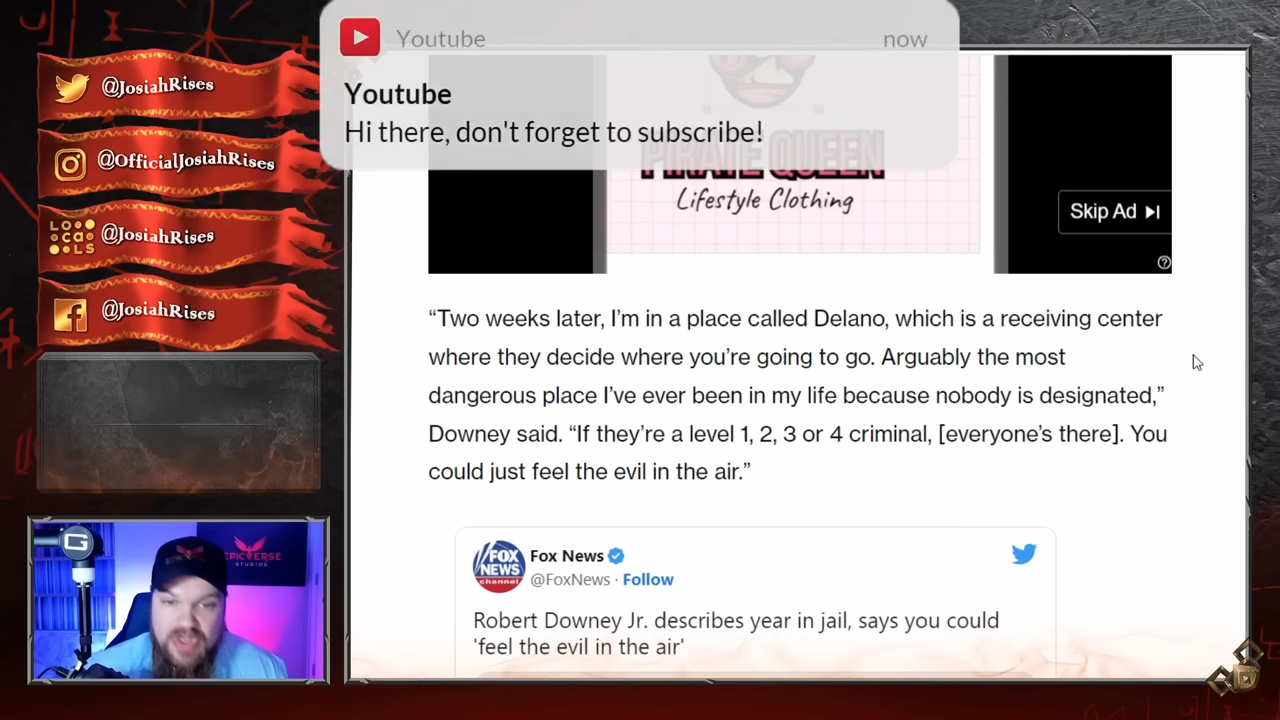 Youtube
now
Youtube
Hi there, don't forget to subscribe!
@JosiahRises
@OfficialJosiahRises
LOCALS
@JosiahRises
@JosiahRises
PIRATE QUEEN
Lifestyle Clothing
Skip Ad
“Two weeks later, I’m in a place called Delano, which is a receiving center
where they decide where you’re going to go. Arguably the most
dangerous place I’ve ever been in my life because nobody is designated,”
Downey said. “If they’re a level 1, 2, 3 or 4 criminal, [everyone’s there]. You
could just feel the evil in the air.”
FOX
NEWS
channel
Fox News
@FoxNews · Follow
Robert Downey Jr. describes year in jail, says you could
'feel the evil in the air'
G
EPICVERSE
STUDIOS